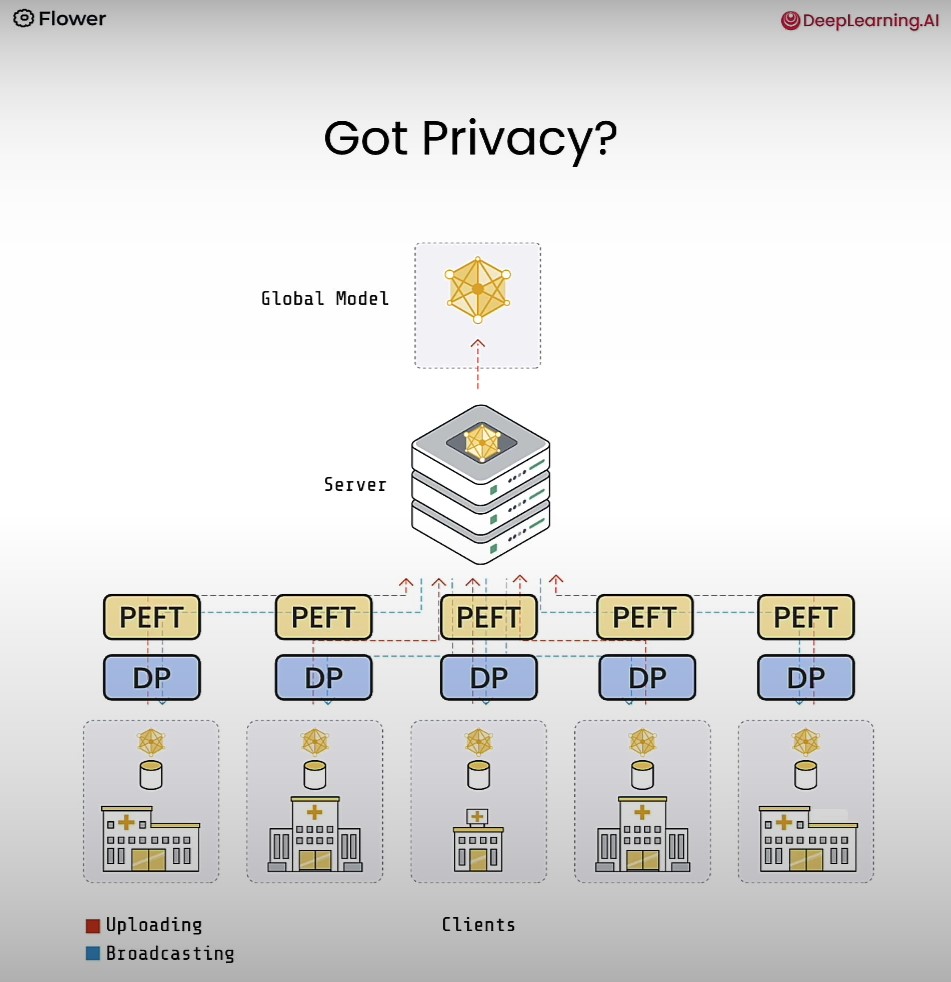 Flower
DeepLearning.AI
Got Privacy?
Global Model
Server
PEFT PEFT PEFT PEFT PEFT
DP DP DP DP DP
Uploading
Clients
Broadcasting